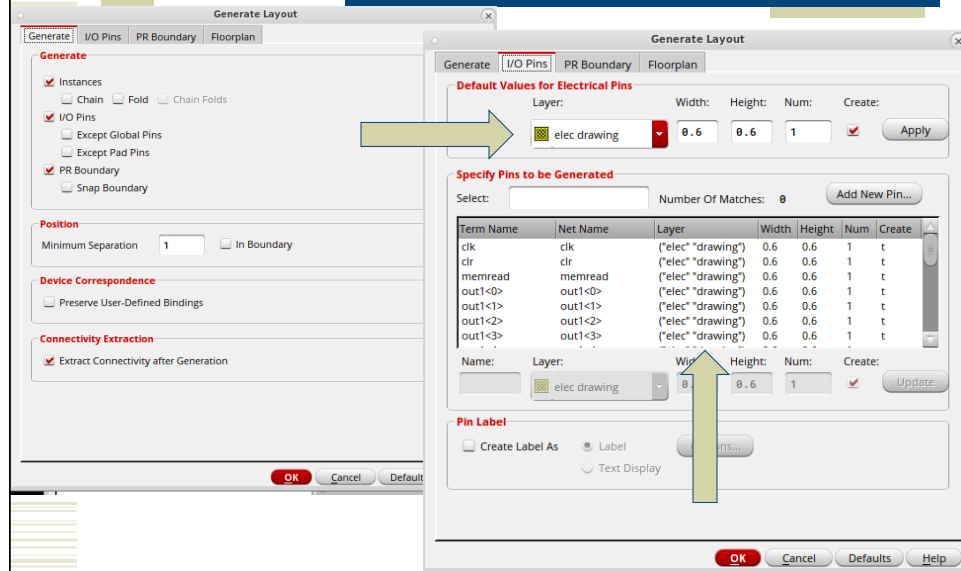 Generate Layout
Generate I/O Pins PR Boundary Floorplan
Generate
Instances
Chain Fold Chain Folds
I/O Pins
Except Global Pins
Except Pad Pins
PR Boundary
Snap Boundary
Position
Minimum Separation 1 In Boundary
Device Correspondence
Preserve User-Defined Bindings
Connectivity Extraction
Extract Connectivity after Generation
OK Cancel
Generate Layout
Generate I/O Pins PR Boundary Floorplan
Default Values for Electrical Pins
Layer: Width: Height: Num: Create:
elec drawing 0.6 0.6 1 Apply
Specify Pins to be Generated
Select: Number Of Matches: 0 Add New Pin...
Term Name Net Name Layer Width Height Num Create
clk clk ("elec" "drawing") 0.6 0.6 1 t
clr clr ("elec" "drawing") 0.6 0.6 1 t
memread memread ("elec" "drawing") 0.6 0.6 1 t
out1<0> out1<0> ("elec" "drawing") 0.6 0.6 1 t
out1<1> out1<1> ("elec" "drawing") 0.6 0.6 1 t
out1<2> out1<2> ("elec" "drawing") 0.6 0.6 1 t
out1<3> out1<3> ("elec" "drawing") 0.6 0.6 1 t
Name: Layer: Height: Num: Create:
elec drawing 0.6 1 Update
Pin Label
Create Label As Label
Text Display
OK Cancel Defaults Help